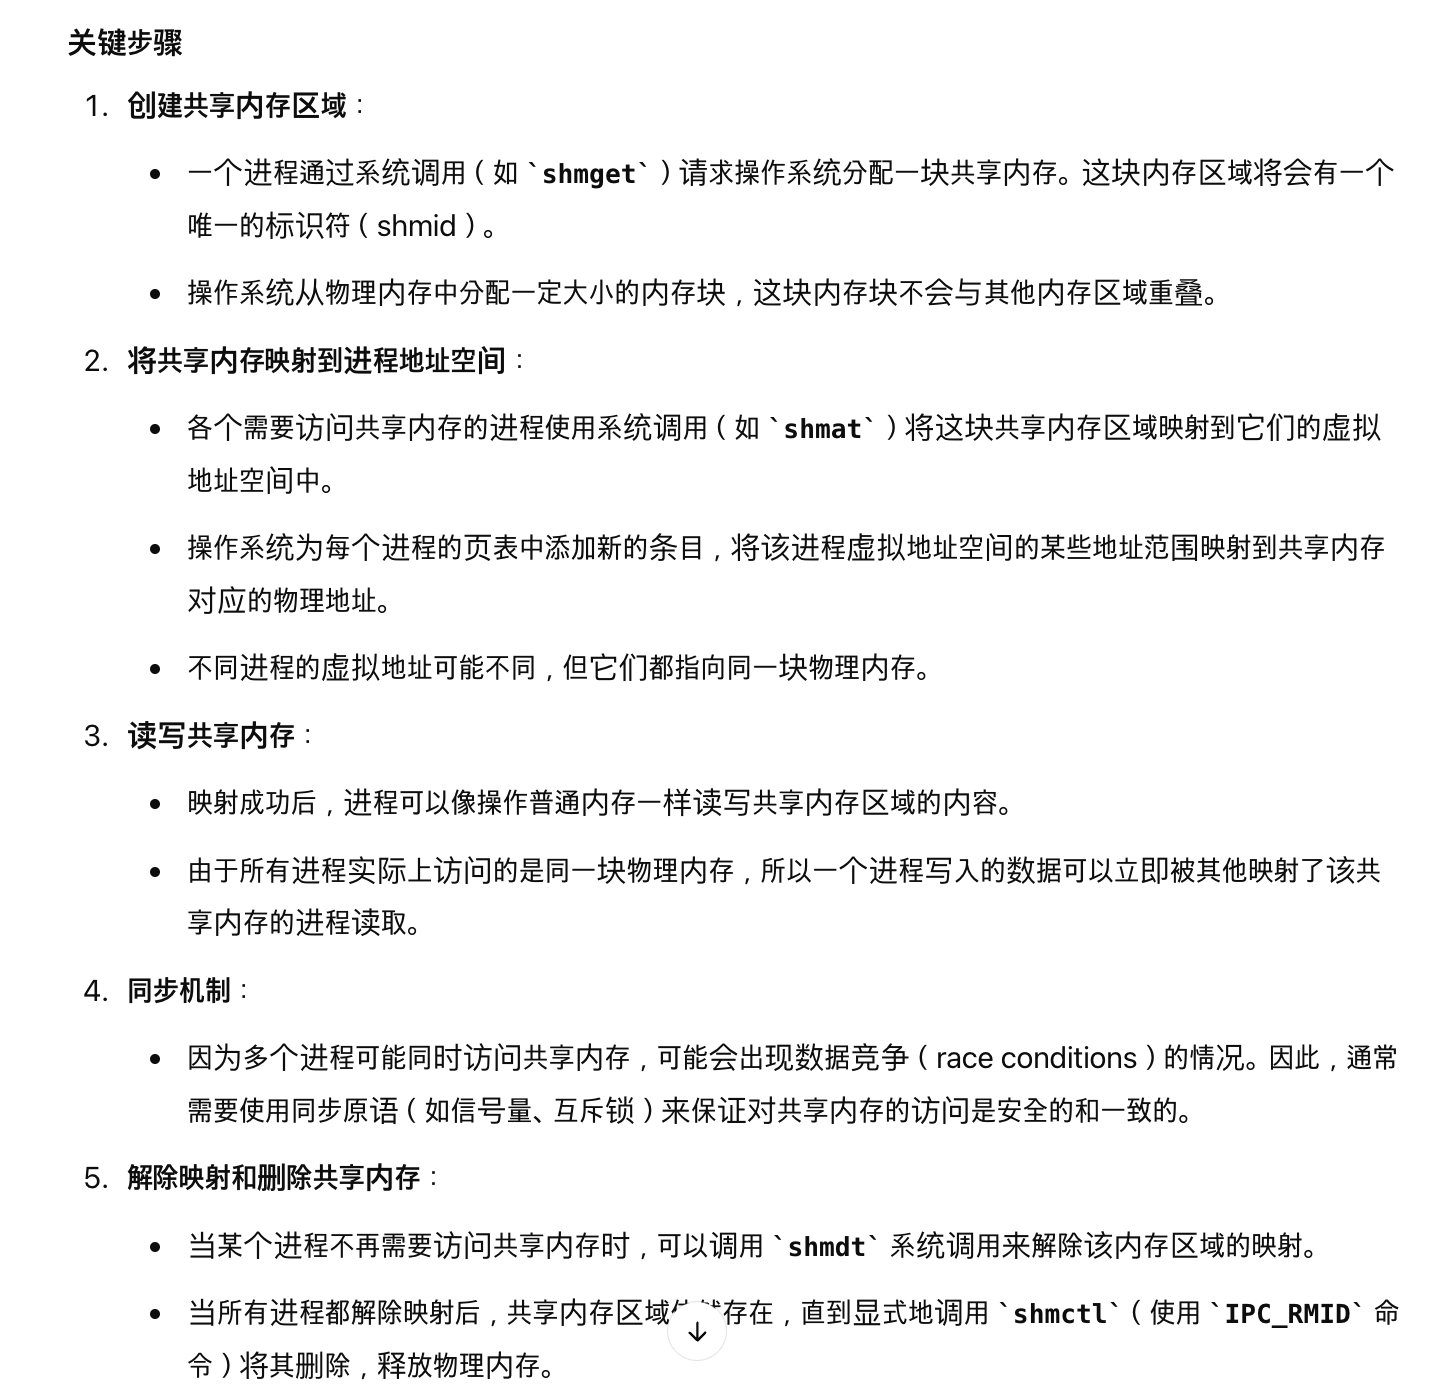 关键步骤
1. 创建共享内存区域：
• 一个进程通过系统调用（如 `shmget` ）请求操作系统分配一块共享内存。这块内存区域将会有一个
唯一的标识符（shmid）。
• 操作系统从物理内存中分配一定大小的内存块，这块内存块不会与其他内存区域重叠。
2. 将共享内存映射到进程地址空间：
• 各个需要访问共享内存的进程使用系统调用（如 `shmat` ）将这块共享内存区域映射到它们的虚拟
地址空间中。
• 操作系统为每个进程的页表中添加新的条目，将该进程虚拟地址空间的某些地址范围映射到共享内存
对应的物理地址。
• 不同进程的虚拟地址可能不同，但它们都指向同一块物理内存。
3. 读写共享内存：
• 映射成功后，进程可以像操作普通内存一样读写共享内存区域的内容。
• 由于所有进程实际上访问的是同一块物理内存，所以一个进程写入的数据可以立即被其他映射了该共
享内存的进程读取。
4. 同步机制：
• 因为多个进程可能同时访问共享内存，可能会出现数据竞争（race conditions）的情况。因此，通常
需要使用同步原语（如信号量、互斥锁）来保证对共享内存的访问是安全的和一致的。
5. 解除映射和删除共享内存：
• 当某个进程不再需要访问共享内存时，可以调用 `shmdt` 系统调用来解除该内存区域的映射。
• 当所有进程都解除映射后，共享内存区域存在，直到显式地调用 `shmctl`（使用 `IPC_RMID` 命
令）将其删除，释放物理内存。